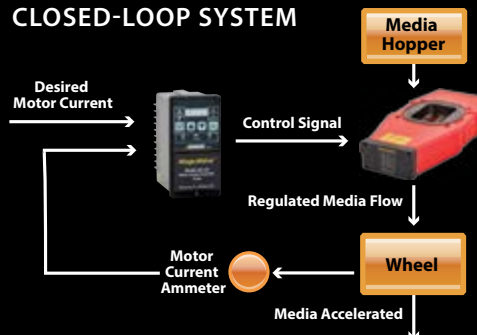 CLOSED-LOOP SYSTEM
Media
Hopper
Desired
Motor Current
Control Signal
Regulated Media Flow
Motor
Current
Ammeter
Wheel
Media Accelerated